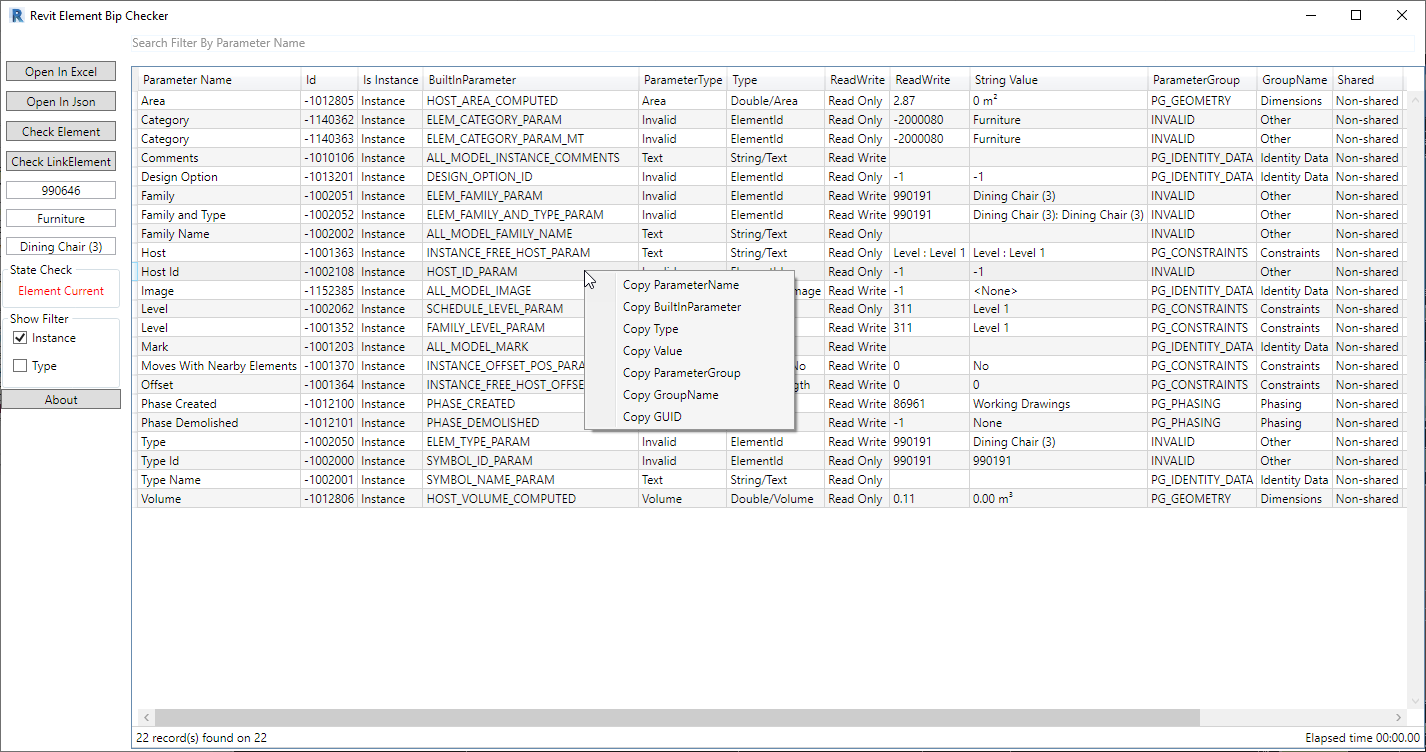 Revit Element Bip Checker
Search Filter By Parameter Name
Open In Excel
Open In Json
Check Element
Check LinkElement
990646
Furniture
Dining Chair (3)
State Check
Element Current
Show Filter
Instance
Type
About
Parameter Name Id Is Instance BuiltInParameter ParameterType Type ReadWrite ReadWrite String Value ParameterGroup GroupName Shared
Area -1012805 Instance HOST_AREA_COMPUTED Area Double/Area Read Only 2.87 0 m² PG_GEOMETRY Dimensions Non-shared
Category -1140362 Instance ELEM_CATEGORY_PARAM Invalid ElementId Read Only -2000080 Furniture INVALID Other Non-shared
Category -1140363 Instance ELEM_CATEGORY_PARAM_MT Invalid ElementId Read Only -2000080 Furniture INVALID Other Non-shared
Comments -1010106 Instance ALL_MODEL_INSTANCE_COMMENTS Text String/Text Read Write PG_IDENTITY_DATA Identity Data Non-shared
Design Option -1013201 Instance DESIGN_OPTION_ID Invalid ElementId Read Only -1 -1 PG_IDENTITY_DATA Identity Data Non-shared
Family -1002051 Instance ELEM_FAMILY_PARAM Invalid ElementId Read Write 990191 Dining Chair (3) INVALID Other Non-shared
Family and Type -1002052 Instance ELEM_FAMILY_AND_TYPE_PARAM Invalid ElementId Read Write 990191 Dining Chair (3): Dining Chair (3) INVALID Other Non-shared
Family Name -1002002 Instance ALL_MODEL_FAMILY_NAME Text String/Text Read Only INVALID Other Non-shared
Host -1001363 Instance INSTANCE_FREE_HOST_PARAM Text String/Text Read Only Level : Level 1 Level : Level 1 PG_CONSTRAINTS Constraints Non-shared
Host Id -1002108 Instance HOST_ID_PARAM Read Only -1 -1 INVALID Other Non-shared
Image -1152385 Instance ALL_MODEL_IMAGE mage Read Write -1 <None> PG_IDENTITY_DATA Identity Data Non-shared
Level -1002062 Instance SCHEDULE_LEVEL_PARAM Read Only 311 Level 1 PG_CONSTRAINTS Constraints Non-shared
Level -1001352 Instance FAMILY_LEVEL_PARAM Read Write 311 Level 1 PG_CONSTRAINTS Constraints Non-shared
Mark -1001203 Instance ALL_MODEL_MARK Read Write PG_IDENTITY_DATA Identity Data Non-shared
Moves With Nearby Elements -1001370 Instance INSTANCE_OFFSET_POS_PARA No Read Write 0 No PG_CONSTRAINTS Constraints Non-shared
Offset -1001364 Instance INSTANCE_FREE_HOST_OFFSE gth Read Write 0 0 PG_CONSTRAINTS Constraints Non-shared
Phase Created -1012100 Instance PHASE_CREATED Read Write 86961 Working Drawings PG_PHASING Phasing Non-shared
Phase Demolished -1012101 Instance PHASE_DEMOLISHED Read Write -1 None PG_PHASING Phasing Non-shared
Type -1002050 Instance ELEM_TYPE_PARAM Invalid ElementId Read Write 990191 Dining Chair (3) INVALID Other Non-shared
Type Id -1002000 Instance SYMBOL_ID_PARAM Invalid ElementId Read Only 990191 990191 INVALID Other Non-shared
Type Name -1002001 Instance SYMBOL_NAME_PARAM Text String/Text Read Only PG_IDENTITY_DATA Identity Data Non-shared
Volume -1012806 Instance HOST_VOLUME_COMPUTED Volume Double/Volume Read Only 0.11 0.00 m³ PG_GEOMETRY Dimensions Non-shared
Copy ParameterName
Copy BuiltInParameter
Copy Type
Copy Value
Copy ParameterGroup
Copy GroupName
Copy GUID
22 record(s) found on 22
Elapsed time 00:00.00